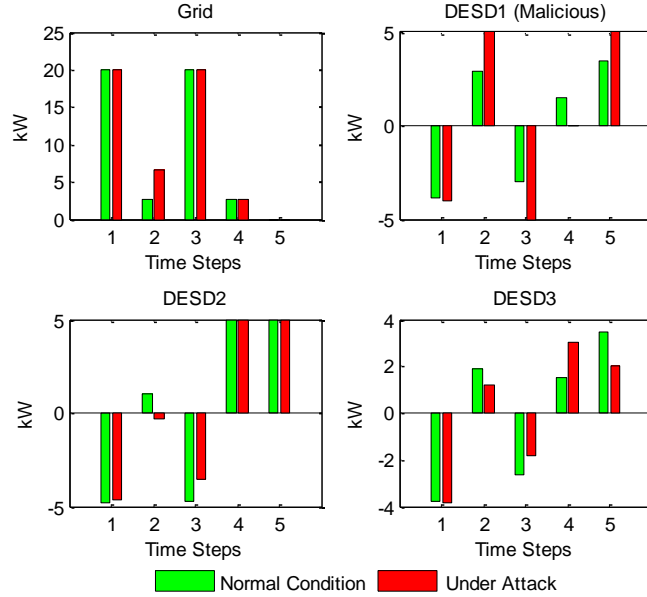 Grid
25
20
15
10
5
0
kW
1 2 3 4 5
Time Steps
DESD1 (Malicious)
5
0
-5
kW
1 2 3 4 5
Time Steps
DESD2
5
0
-5
kW
1 2 3 4 5
Time Steps
DESD3
4
2
0
-2
-4
kW
1 2 3 4 5
Time Steps
Normal Condition Under Attack